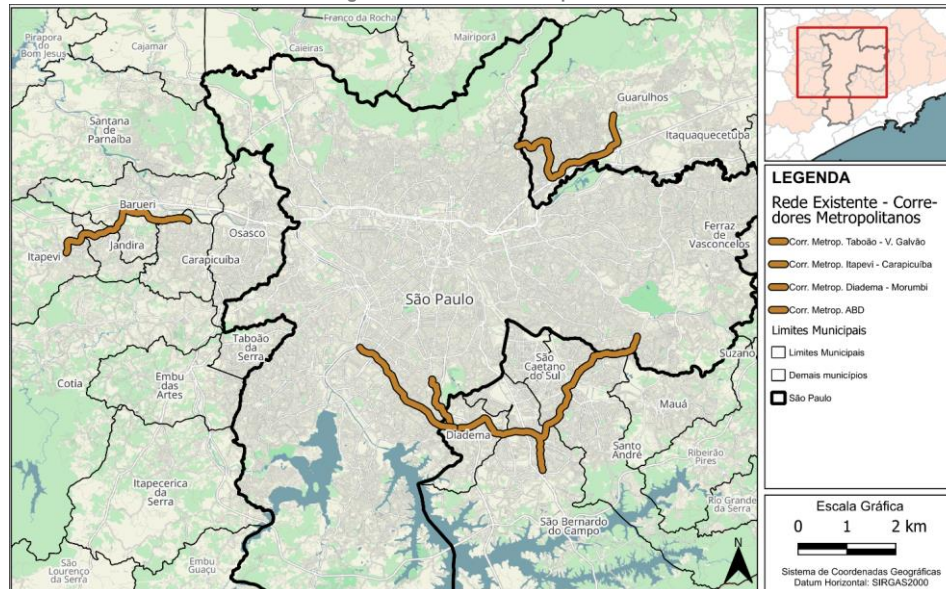 Pirapora
do
Bom Jesus
Cajamar
Franco da Rocha
Caieiras
Mairiporã
Santana
de
Parnaíba
Guarulhos
Itaquaquecetuba
Barueri
Itapevi
Jandira
Carapicuíba
Osasco
Ferraz
de
Vasconcelos
São Paulo
Taboão
da
Serra
São
Caetano
do Sul
Suzano
Cotia
Embu
das
Artes
Diadema
Mauá
Santo
André
Ribeirão
Pires
Itapecerica
da
Serra
Rio Grande
da Serra
São Bernardo
do Campo
São
Lourenço
da Serra
Embu
Guaçu
N
LEGENDA
Rede Existente - Corre-
dores Metropolitanos
Corr. Metrop. Taboão - V. Galvão
Corr. Metrop. Itapevi - Carapicuíba
Corr. Metrop. Diadema - Morumbi
Corr. Metrop. ABD
Limites Municipais
Limites Municipais
Demais municípios
São Paulo
Escala Gráfica
0 1 2 km
Sistema de Coordenadas Geográficas
Datum Horizontal: SIRGAS2000